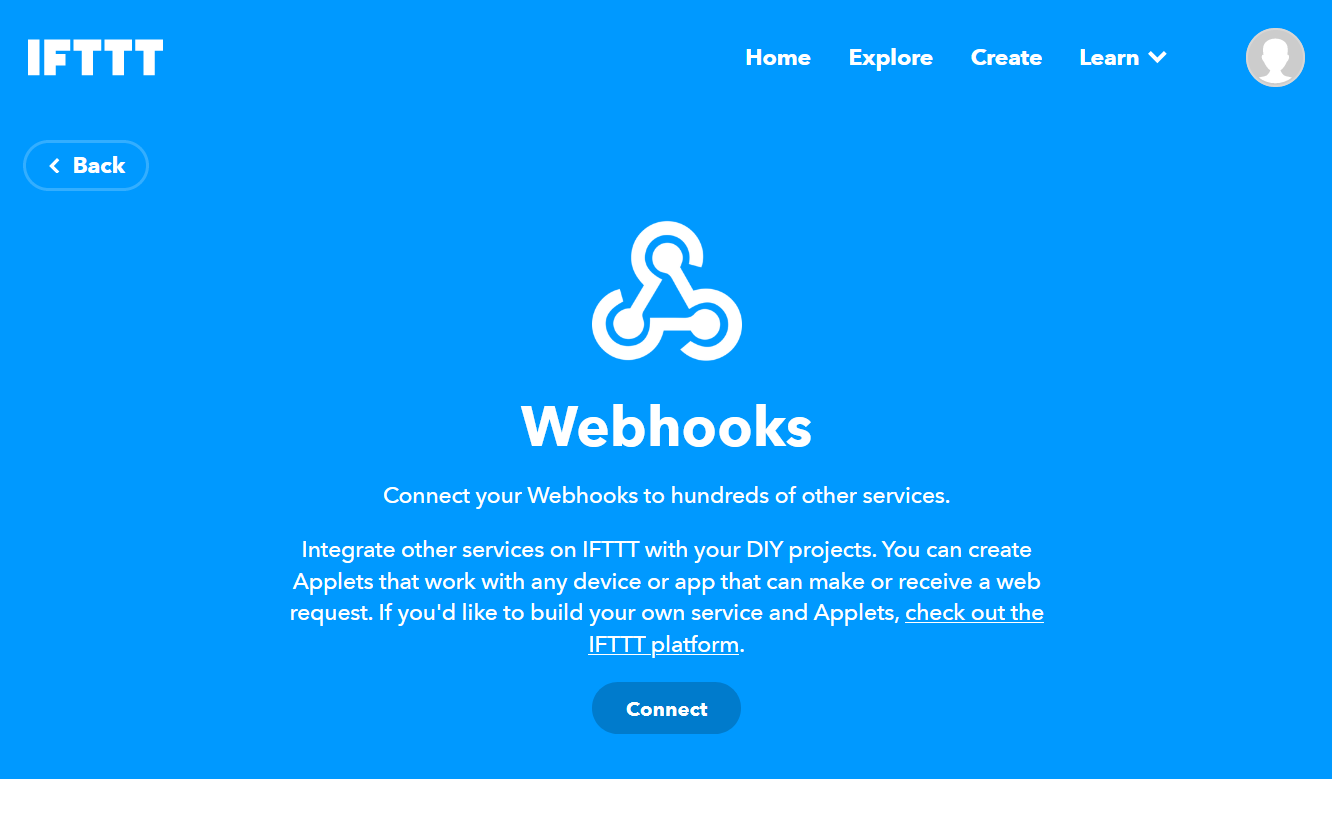 IFTTT
Home Explore Create Learn
Back
Webhooks
Connect your Webhooks to hundreds of other services.
Integrate other services on IFTTT with your DIY projects. You can create
Applets that work with any device or app that can make or receive a web
request. If you'd like to build your own service and Applets, check out the
IFTTT platform.
Connect